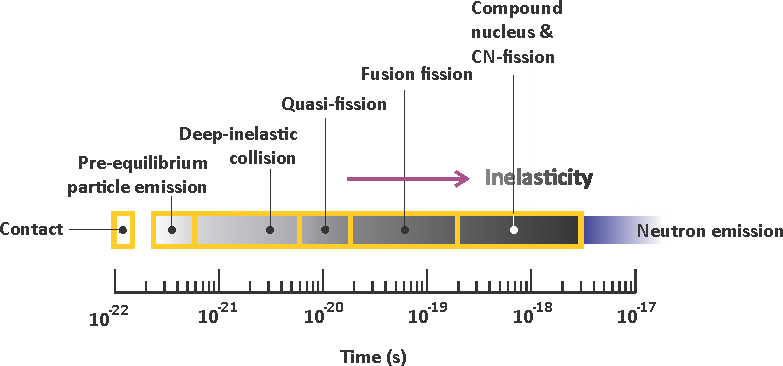 Compound
nucleus &
CN-fission
Fusion fission
Quasi-fission
Deep-inelastic
collision
Pre-equilibrium
particle emission
Inelasticity
Contact
Neutron emission
10⁻²² 10⁻²¹ 10⁻²⁰ 10⁻¹⁹ 10⁻¹⁸ 10⁻¹⁷
Time (s)